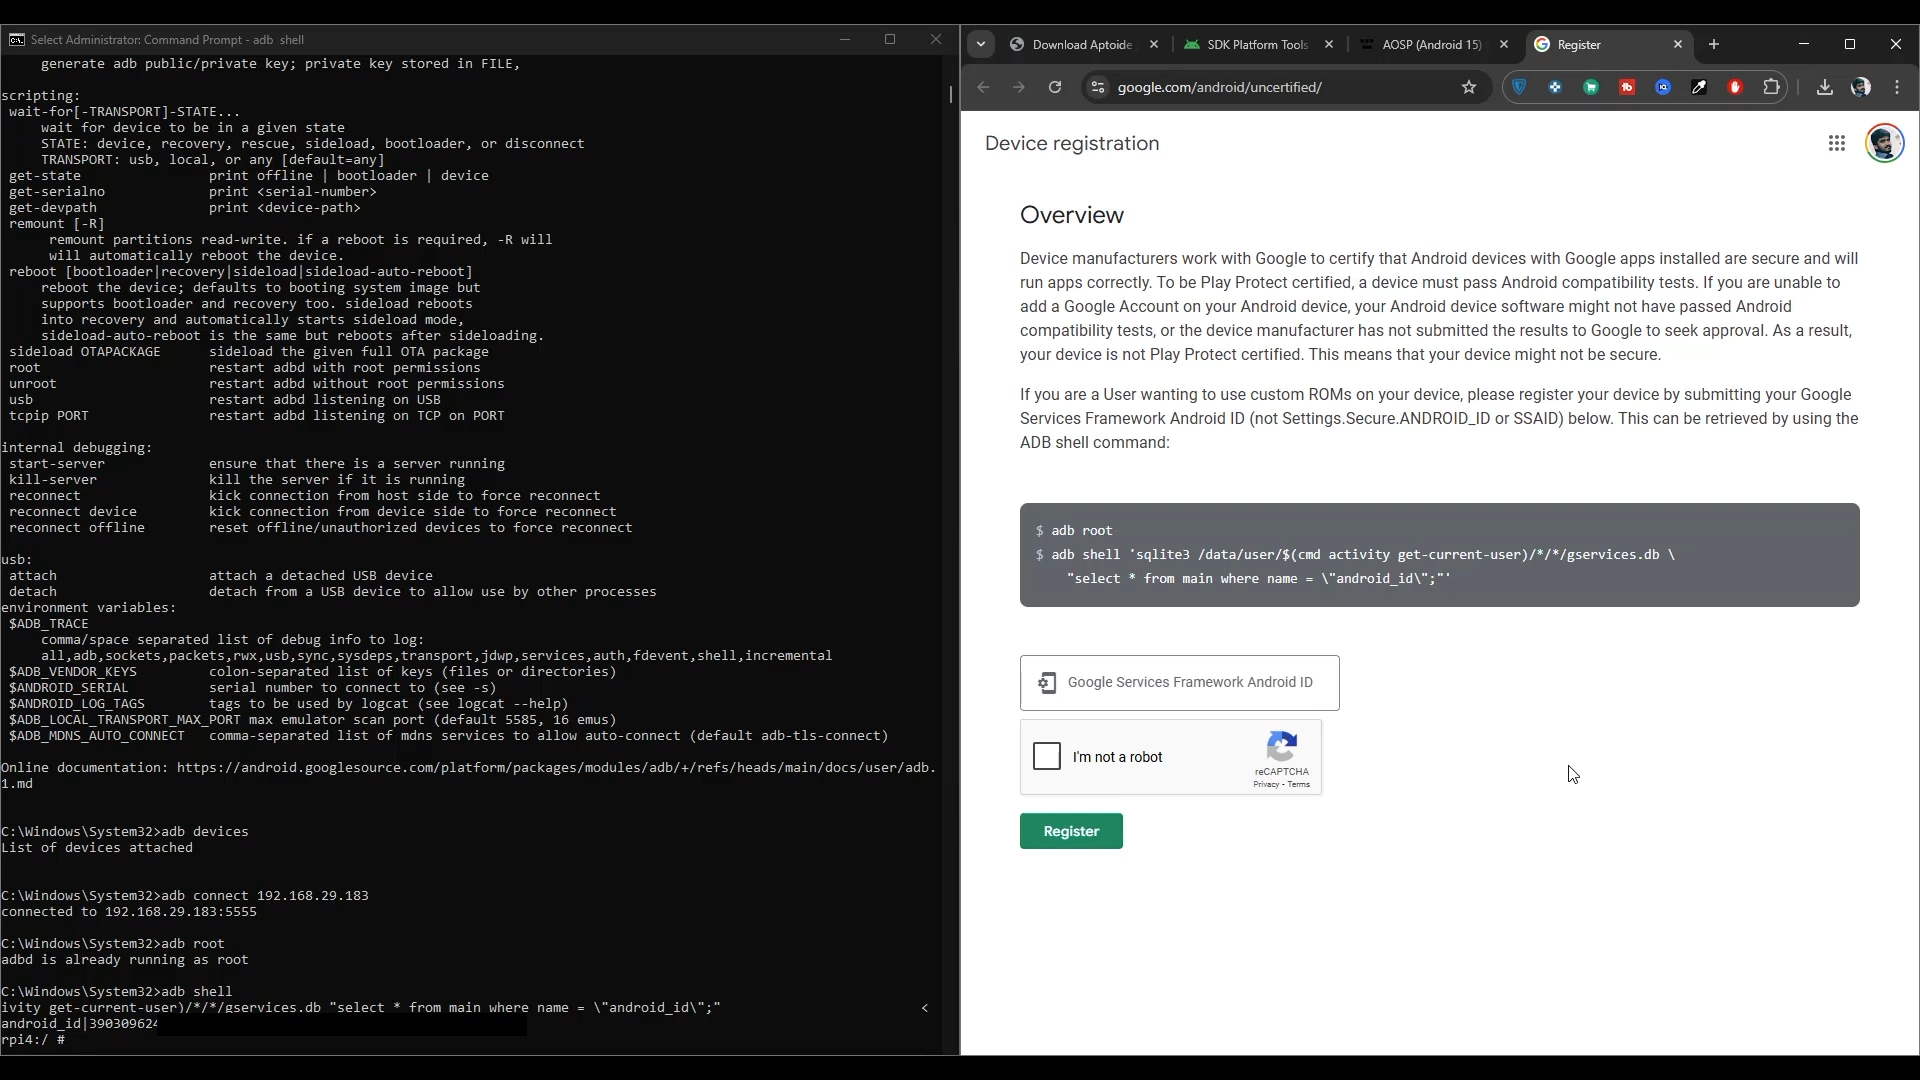 Select Administrator: Command Prompt - adb  shell
generate adb public/private key; private key stored in FILE,
scripting:
wait-for[-TRANSPORT]-STATE...
wait for device to be in a given state
STATE: device, recovery, rescue, sideload, bootloader, or disconnect
TRANSPORT: usb, local, or any [default=any]
get-state                print offline | bootloader | device
get-serialno             print <serial-number>
get-devpath              print <device-path>
remount [-R]
remount partitions read-write. if a reboot is required, -R will
will automatically reboot the device.
reboot [bootloader|recovery|sideload|sideload-auto-reboot]
reboot the device; defaults to booting system image but
supports bootloader and recovery too. sideload reboots
into recovery and automatically starts sideload mode,
sideload-auto-reboot is the same but reboots after sideloading.
sideload OTAPACKAGE      sideload the given full OTA package
root                     restart adbd with root permissions
unroot                   restart adbd without root permissions
usb                      restart adbd listening on USB
tcpip PORT               restart adbd listening on TCP on PORT
internal debugging:
start-server             ensure that there is a server running
kill-server              kill the server if it is running
reconnect                kick connection from host side to force reconnect
reconnect device         kick connection from device side to force reconnect
reconnect offline        reset offline/unauthorized devices to force reconnect
usb:
attach                   attach a detached USB device
detach                   detach from a USB device to allow use by other processes
environment variables:
$ADB_TRACE
comma/space separated list of debug info to log:
all,adb,sockets,packets,rwx,usb,sync,sysdeps,transport,jdwp,services,auth,fdevent,shell,incremental
$ADB_VENDOR_KEYS         colon-separated list of keys (files or directories)
$ANDROID_SERIAL          serial number to connect to (see -s)
$ANDROID_LOG_TAGS        tags to be used by logcat (see logcat --help)
$ADB_LOCAL_TRANSPORT_MAX_PORT max emulator scan port (default 5585, 16 emus)
$ADB_MDNS_AUTO_CONNECT   comma-separated list of mdns services to allow auto-connect (default adb-tls-connect)
Online documentation: https://android.googlesource.com/platform/packages/modules/adb/+/refs/heads/main/docs/user/adb.
1.md
C:\Windows\System32>adb devices
List of devices attached
C:\Windows\System32>adb connect 192.168.29.183
connected to 192.168.29.183:5555
C:\Windows\System32>adb root
adbd is already running as root
C:\Windows\System32>adb shell
ivity get-current-user)/*/*/gservices.db "select * from main where name = \"android_id\";" <
android_id|390309624
rpi4:/ #
Download Aptoide
SDK Platform Tools
AOSP (Android 15)
Register
google.com/android/uncertified/
Device registration
Overview
Device manufacturers work with Google to certify that Android devices with Google apps installed are secure and will
run apps correctly. To be Play Protect certified, a device must pass Android compatibility tests. If you are unable to
add a Google Account on your Android device, your Android device software might not have passed Android
compatibility tests, or the device manufacturer has not submitted the results to Google to seek approval. As a result,
your device is not Play Protect certified. This means that your device might not be secure.
If you are a User wanting to use custom ROMs on your device, please register your device by submitting your Google
Services Framework Android ID (not Settings.Secure.ANDROID_ID or SSAID) below. This can be retrieved by using the
ADB shell command:
$ adb root
$ adb shell 'sqlite3 /data/user/$(cmd activity get-current-user)/*/*/gservices.db \
"select * from main where name = \"android_id\";"'
Google Services Framework Android ID
I'm not a robot
reCAPTCHA
Privacy - Terms
Register